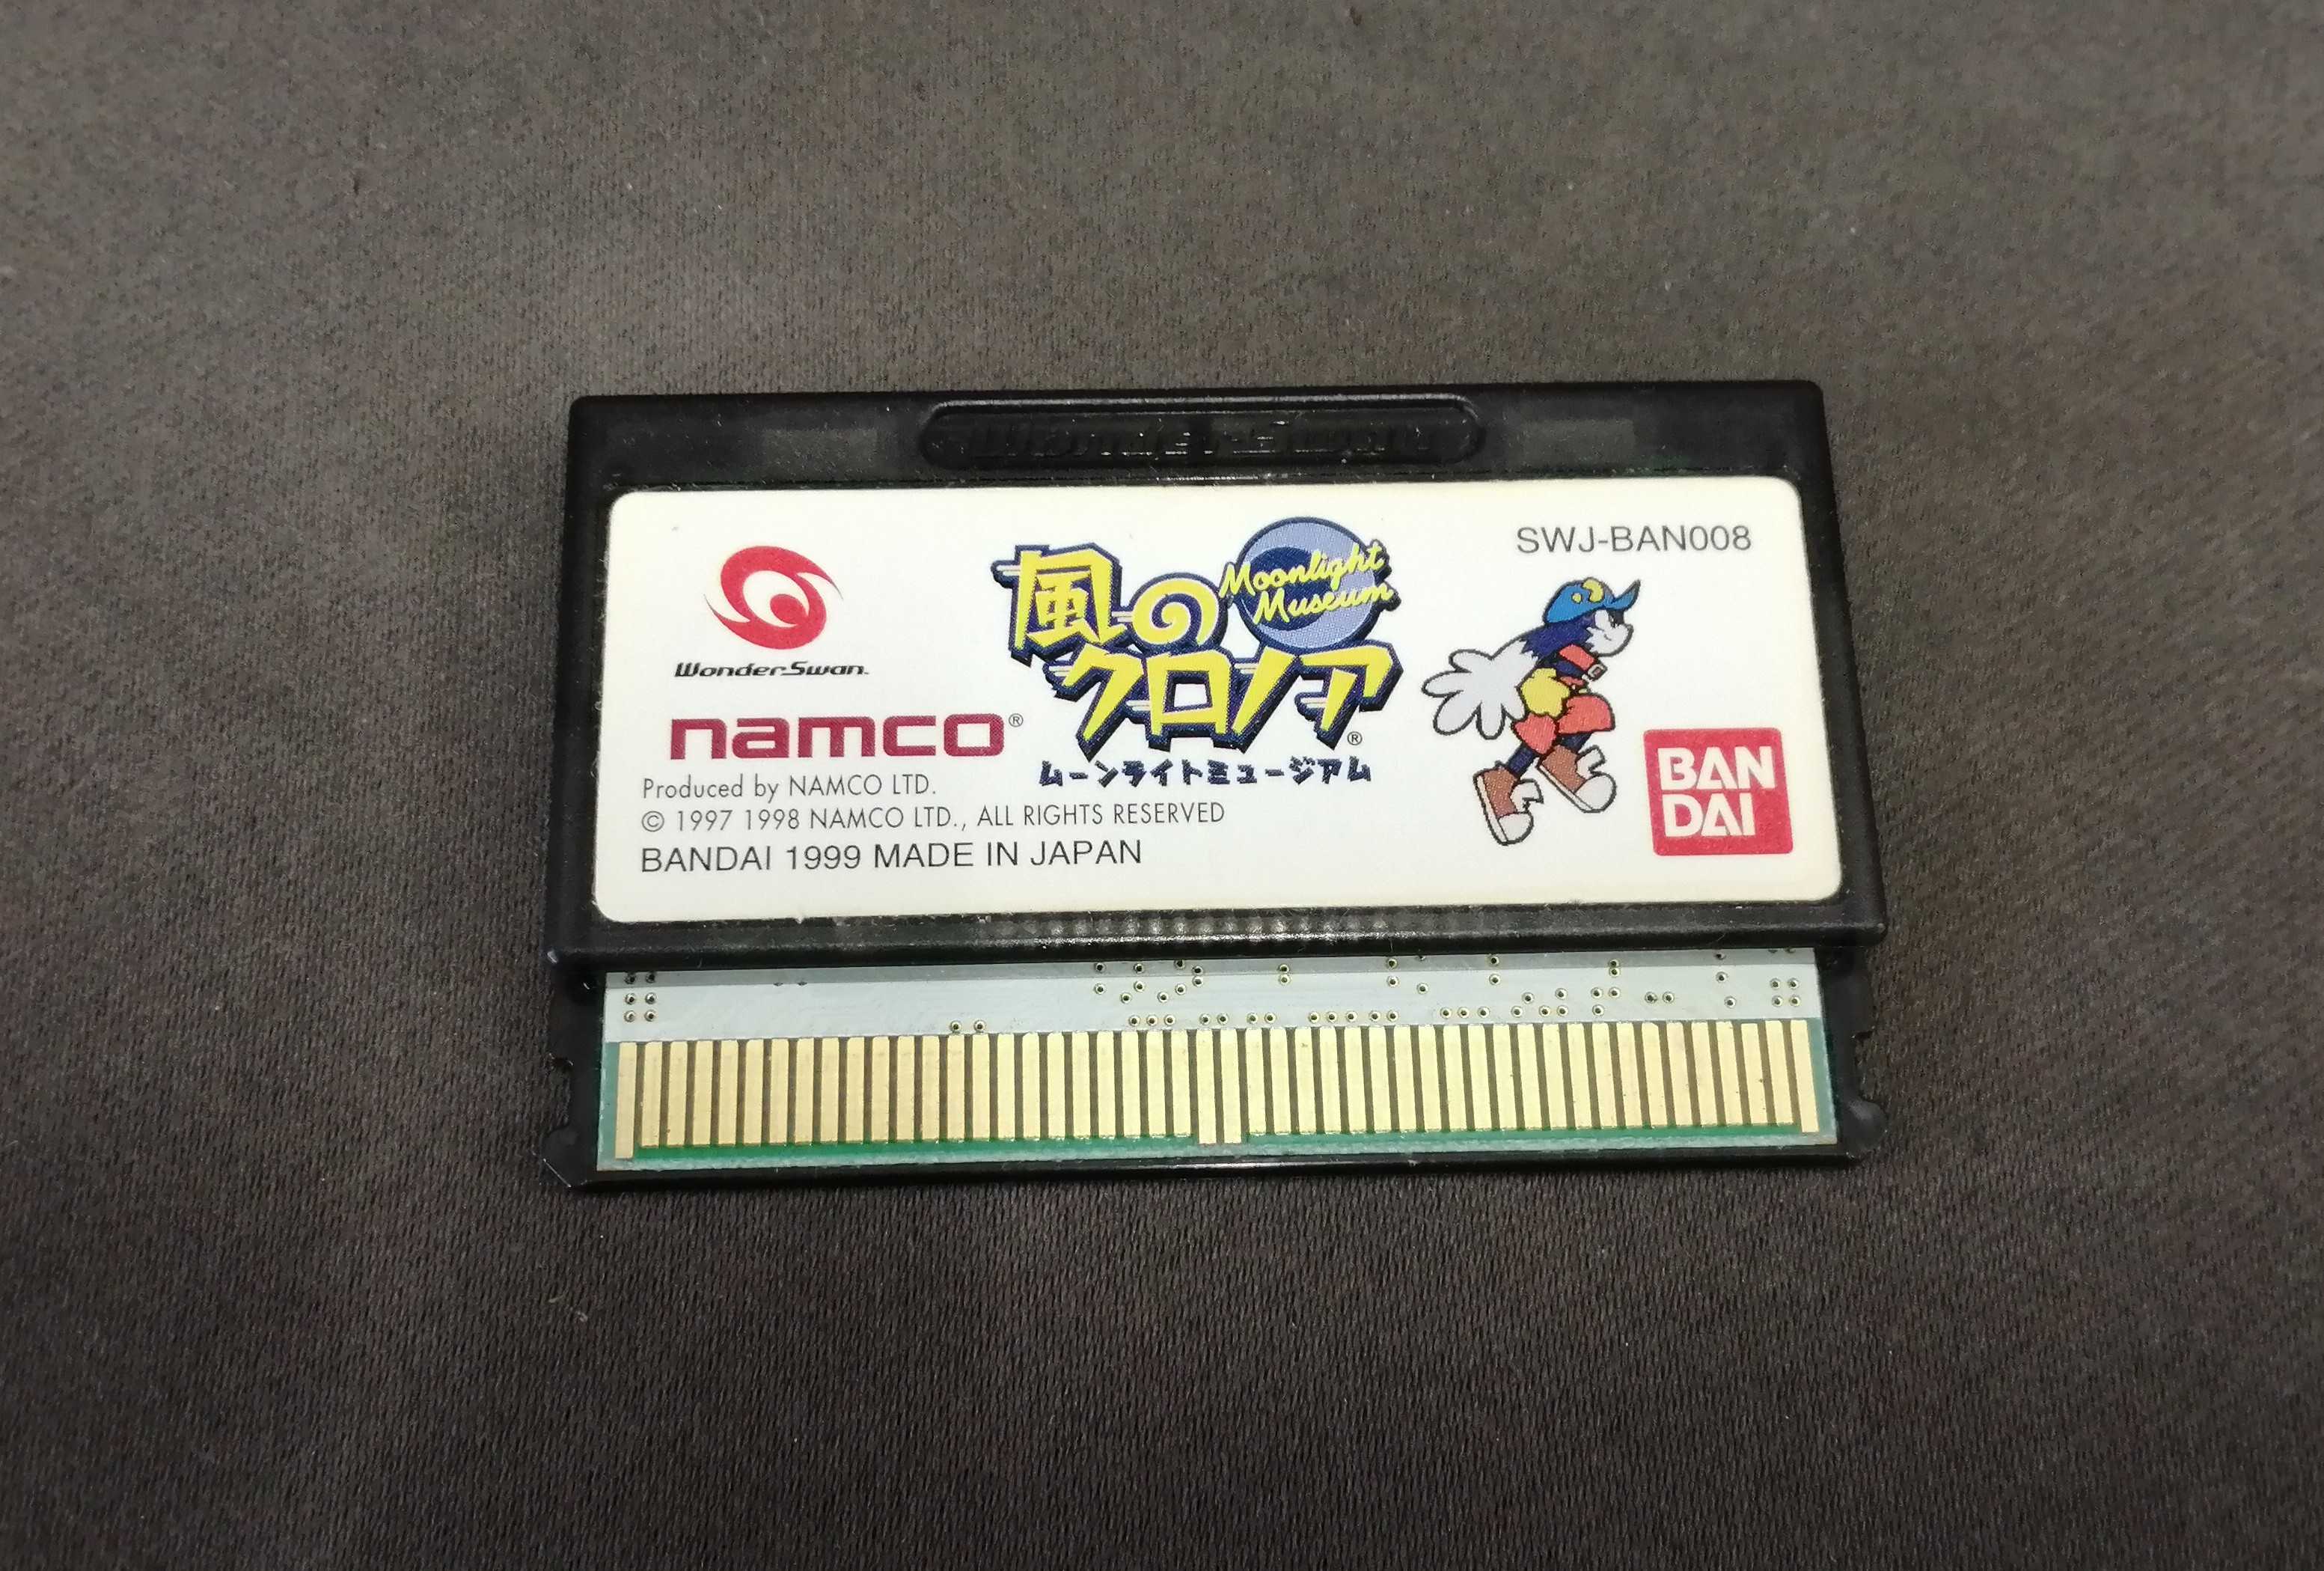 WonderSwan
SWJ-BAN008
WonderSwan
風のクロノア
Moonlight
Museum
®
ムーンライトミュージアム
namco®
Produced by NAMCO LTD.
© 1997 1998 NAMCO LTD., ALL RIGHTS RESERVED
BANDAI 1999 MADE IN JAPAN
BAN
DAI